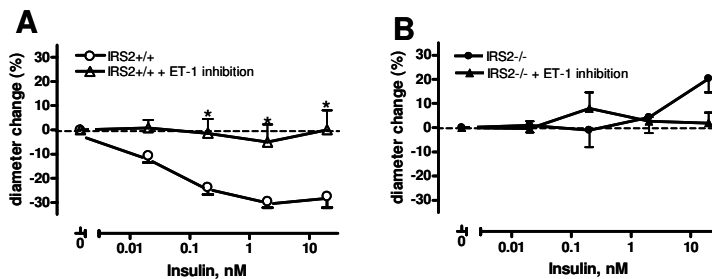 A
IRS2+/+
IRS2+/+ + ET-1 inhibition
diameter change (%)
30
20
10
0
-10
-20
-30
* * *
0 0.01 0.1 1 10
Insulin, nM
B
IRS2-/-
IRS2-/- + ET-1 inhibition
diameter change (%)
30
20
10
0
-10
-20
-30
0 0.01 0.1 1 10
Insulin, nM